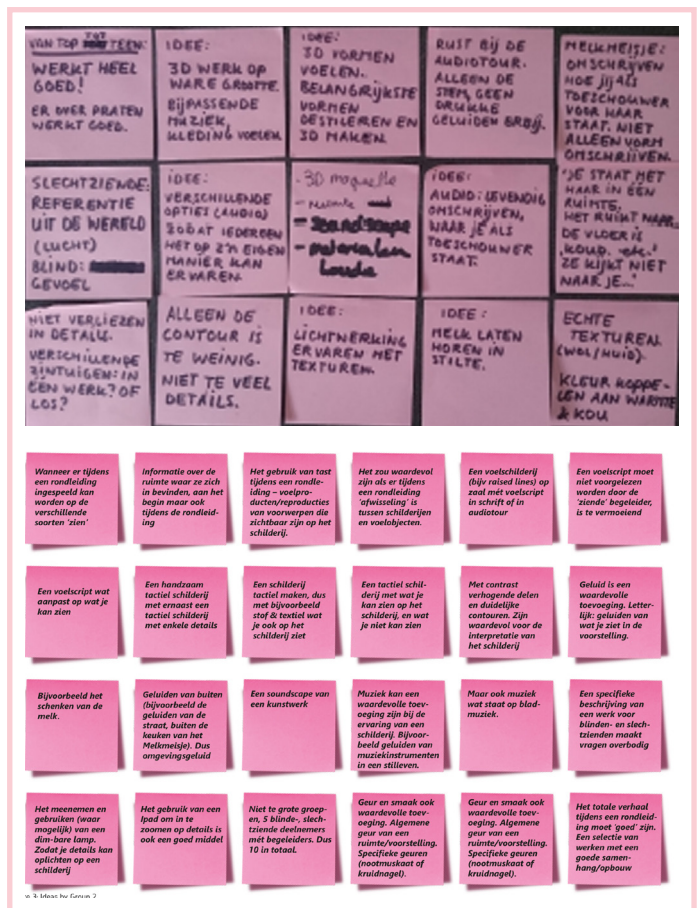 VAN TOP TOT TEEN:
WERKT HEEL
GOED!
ER OVER PRATEN
WERKT GOED.
IDEE:
3D WERK OP
WARE GROOTTE.
BIJPASSENDE
MUZIEK,
KLEDING VOELEN
IDEE:
3D VORMEN
VOELEN.
BELANGRIJKSTE
VORMEN
DESTILEREN EN
3D MAKEN.
RUST BIJ DE
AUDIOTOUR.
ALLEEN DE
STEM, GEEN
DRUKKE
GELUIDEN ERBIJ.
MELKMEISJE:
OMSCHRIJVEN
HOE JIJ ALS
TOESCHOUWER
VOOR HAAR
STAAT. NIET
ALLEEN VORM
OMSCHRIJVEN.
SLECHTZIENDE:
REFERENTIE
UIT DE WERELD
(LUCHT)
BLIND:
GEVOEL
IDEE:
VERSCHILLENDE
OPTIES (AUDIO)
ZODAT IEDEREEN
HET OP Z'N EIGEN
MANIER KAN
ERVAREN.
- 3D maquette
- soundscape
- materialen
IDEE:
AUDIO: LEVENDIG
OMSCHRIJVEN,
WAAR JE ALS
TOESCHOUWER
STAAT.
'JE STAAT MET
HAAR IN ÉÉN
RUIMTE.
HET RUIKT NAAR..
DE VLOER IS
KOUD. etc.'
ZE KIJKT NIET
NAAR JE...'
NIET VERLIEZEN
IN DETAILS.
VERSCHILLENDE
ZINTUIGEN: IN
ÉÉN WERK? OF
LOS?
ALLEEN DE
CONTOUR IS
TE WEINIG.
NIET TE VEEL
DETAILS.
IDEE:
LICHTWERKING
ERVAREN MET
TEXTUREN.
IDEE:
MELK LATEN
HOREN IN
STILTE.
ECHTE
TEXTUREN.
(WOL/HUID).
KLEUR KOPPE-
LEN AAN WARMTE
& KOU
Wanneer er tijdens
een rondleiding
ingespeeld kan
worden op de
verschillende
soorten 'zien'
Informatie over de
ruimte waar ze zich
in bevinden, aan het
begin maar ook
tijdens de rondleid-
ing
Het gebruik van tast
tijdens een rondle-
iding – voelpro-
ducten/reproducties
van voorwerpen die
zichtbaar zijn op het
schilderij.
Het zou waardevol
zijn als er tijdens
een rondleiding
'afwisseling' is
tussen schilderijen
en voelobjecten.
Een voelschilderij
(bijv raised lines) op
zaal mét voelscript
in schrift of in
audiotour
Een voelscript moet
niet voorgelezen
worden door de
'ziende' begeleider,
is te vermoeiend
Een voelscript wat
aanpast op wat je
kan zien
Een handzaam
tactiel schilderij
met ernaast een
tactiel schilderij
met enkele details
Een schilderij
tactiel maken, dus
met bijvoorbeeld
stof & textiel wat
je ook op het
schilderij ziet
Een tactiel schil-
derij met wat je
kan zien op het
schilderij, en wat
je niet kan zien
Met contrast
verhogende delen
en duidelijke
contouren. Zijn
waardevol voor de
interpretatie van
het schilderij
Geluid is een
waardevolle
toevoeging. Letter-
lijk: geluiden van
wat je ziet in de
voorstelling.
Bijvoorbeeld het
schenken van de
melk.
Geluiden van buiten
(bijvoorbeeld de
geluiden van de
straat, buiten de
keuken van het
Melkmeisje). Dus
omgevingsgeluid
Een soundscape van
een kunstwerk
Muziek kan een
waardevolle toev-
oeging zijn bij de
ervaring van een
schilderij. Bijvoor-
beeld geluiden van
muziekinstrumenten
in een stilleven.
Maar ook muziek
wat staat op blad-
muziek.
Een specifieke
beschrijving van
een werk voor
blinden- en slech-
tzienden maakt
vragen overbodig
Het meenemen en
gebruiken (waar
mogelijk) van een
dim-bare lamp.
Zodat je details kan
oplichten op een
schilderij
Het gebruik van een
Ipad om in te
zoomen op details is
ook een goed middel
Niet te grote groep-
en, 5 blinde-, slech-
tziende deelnemers
mét begeleiders. Dus
10 in totaal.
Geur en smaak ook
waardevolle toev-
oeging. Algemene
geur van een
ruimte/voorstelling.
Specifieke geuren
(nootmuskaat of
kruidnagel).
Geur en smaak ook
waardevolle toev-
oeging. Algemene
geur van een
ruimte/voorstelling.
Specifieke geuren
(nootmuskaat of
kruidnagel).
Het totale verhaal
tijdens een rondleid-
ing moet 'goed' zijn.
Een selectie van
werken met een
goede samen-
hang/opbouw
3: Ideas by Group 2